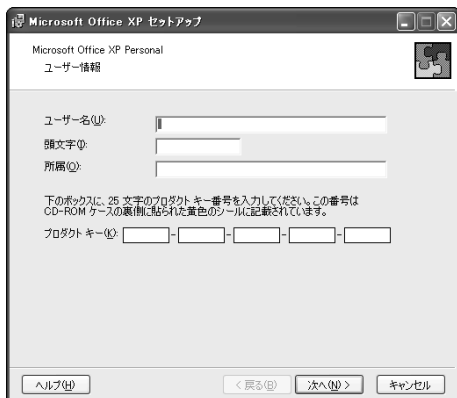 Microsoft Office XP セットアップ
Microsoft Office XP Personal
ユーザー情報
ユーザー名(U):
頭文字(I):
所属(O):
下のボックスに、25 文字のプロダクト キー番号を入力してください。この番号は
CD-ROM ケースの裏側に貼られた黄色のシールに記載されています。
プロダクト キー(K): - - - -
ヘルプ(H) < 戻る(B) 次へ(N) > キャンセル